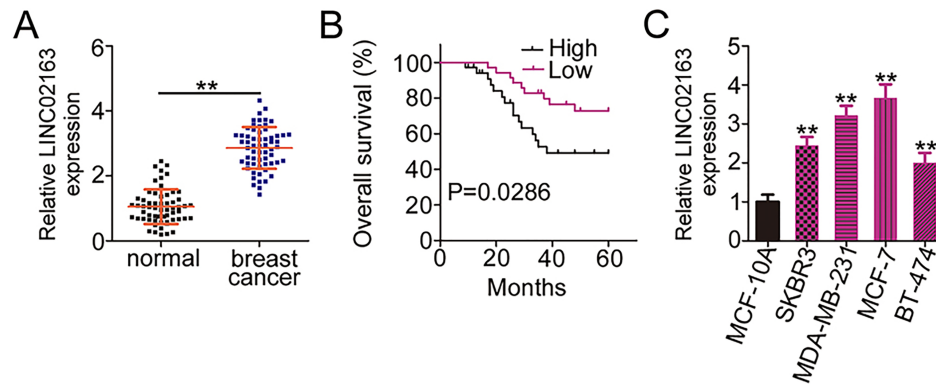 A
Relative LINC02163
expression
6
4
2
0
**
normal
breast
cancer
B
Overall survival (%)
100
80
60
40
20
0
High
Low
P=0.0286
0
20
40
60
Months
C
Relative LINC02163
expression
5
4
3
2
1
0
**
**
**
**
MCF-10A
SKBR3
MDA-MB-231
MCF-7
BT-474